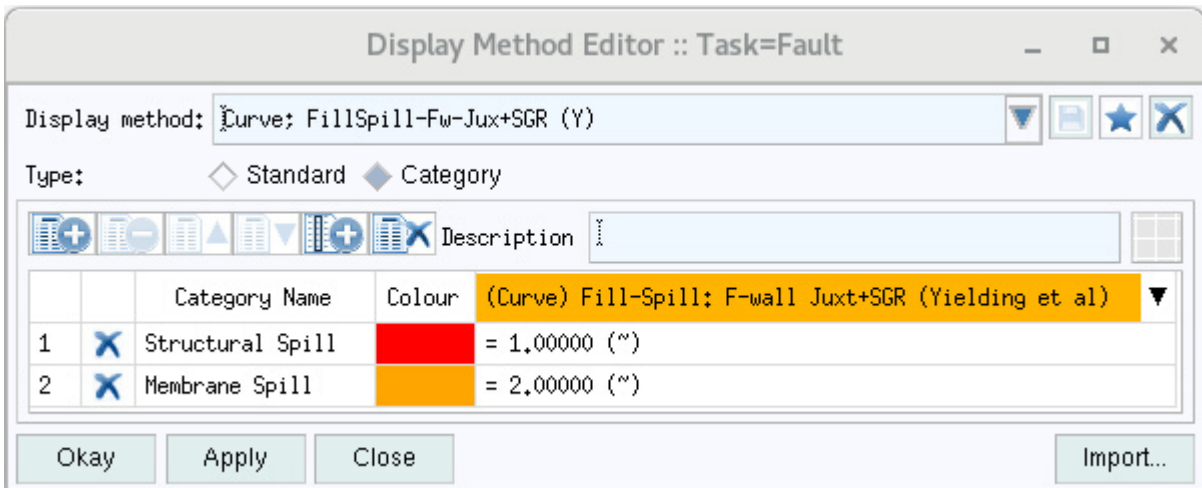 Display Method Editor :: Task=Fault
Display method: Curve: FillSpill-Fw-Jux+SGR (Y)
Type: Standard Category
Description
Category Name Colour (Curve) Fill-Spill: F-wall Juxt+SGR (Yielding et al)
1 Structural Spill = 1.00000 (~)
2 Membrane Spill = 2.00000 (~)
Okay Apply Close Import...